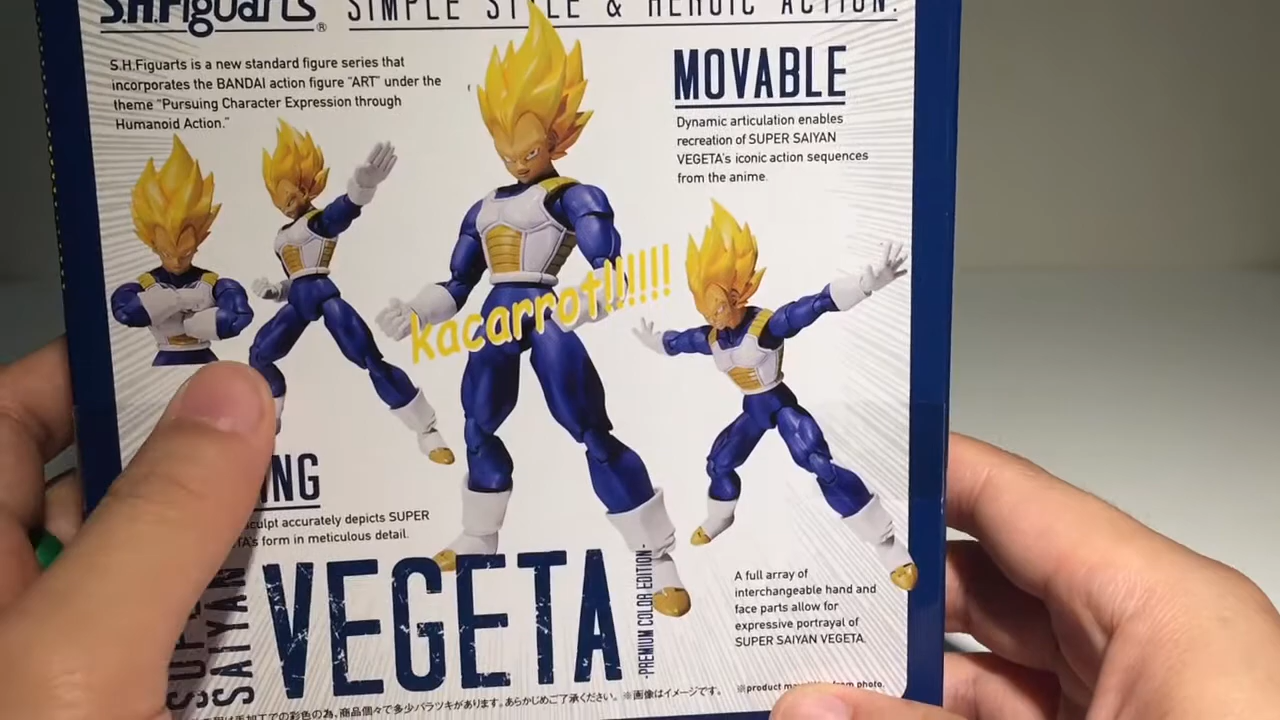 S.H.Figuarts®
SIMPLE STYLE & HEROIC ACTION.
S.H.Figuarts is a new standard figure series that
incorporates the BANDAI action figure "ART" under the
theme "Pursuing Character Expression through
Humanoid Action."
MOVABLE
Dynamic articulation enables
recreation of SUPER SAIYAN
VEGETA's iconic action sequences
from the anime.
kacarrot!!!!!!
sculpt accurately depicts SUPER
form in meticulous detail.
SAIYAN
VEGETA
-PREMIUM COLOR EDITION-
A full array of
interchangeable hand and
face parts allow for
expressive portrayal of
SUPER SAIYAN VEGETA.
の為、商品個々で多少バラツキがあります。あらかじめご了承ください。 ※画像はイメージです。
※product from photo.